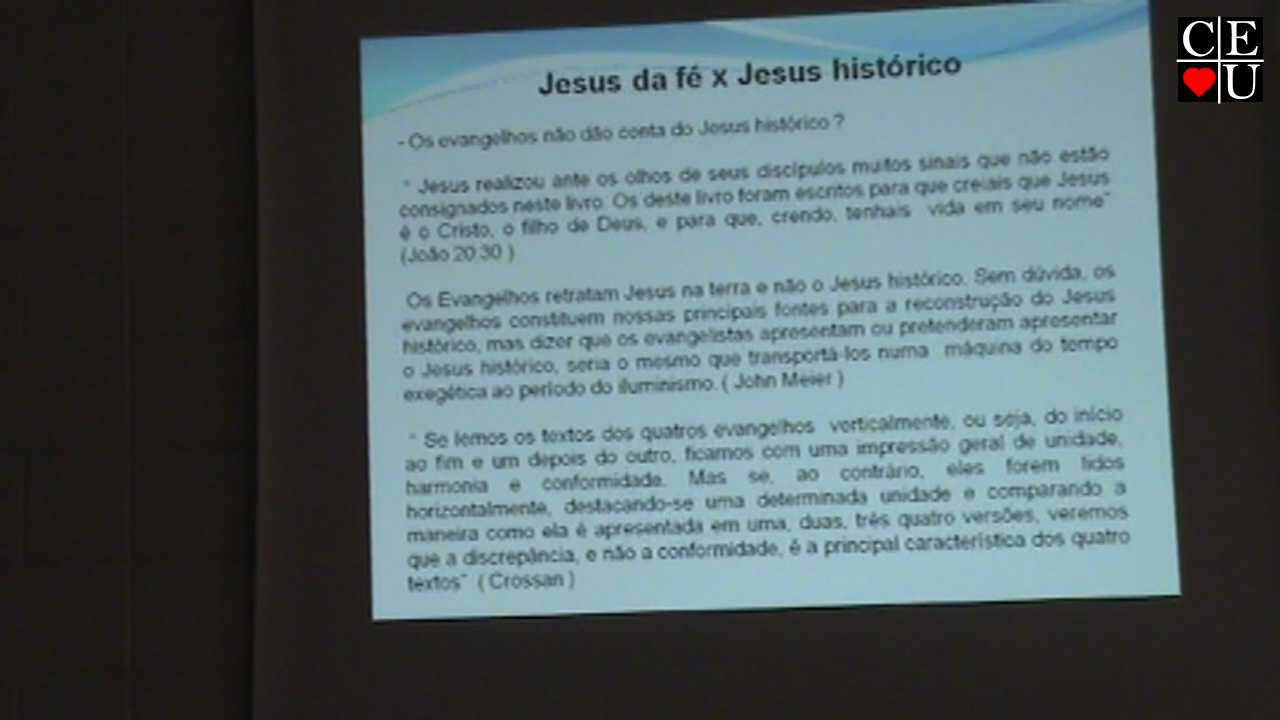 C E
U
Jesus da fé x Jesus histórico
- Os evangelhos não dão conta do Jesus histórico ?
" Jesus realizou ante os olhos de seus discípulos muitos sinais que não estão
consignados neste livro. Os deste livro foram escritos para que creiais que Jesus
é o Cristo, o filho de Deus, e para que, crendo, tenhais vida em seu nome"
(João 20:30 )
Os Evangelhos retratam Jesus na terra e não o Jesus histórico. Sem dúvida, os
evangelhos constituem nossas principais fontes para a reconstrução do Jesus
histórico, mas dizer que os evangelistas apresentam ou pretenderam apresentar
o Jesus histórico, seria o mesmo que transportá-los numa máquina do tempo
exegética ao período do iluminismo. ( John Meier )
" Se lemos os textos dos quatros evangelhos verticalmente, ou seja, do início
ao fim e um depois do outro, ficamos com uma impressão geral de unidade,
harmonia e conformidade. Mas se, ao contrário, eles forem lidos
horizontalmente, destacando-se uma determinada unidade e comparando a
maneira como ela é apresentada em uma, duas, três quatro versões, veremos
que a discrepância, e não a conformidade, é a principal característica dos quatro
textos" ( Crossan )